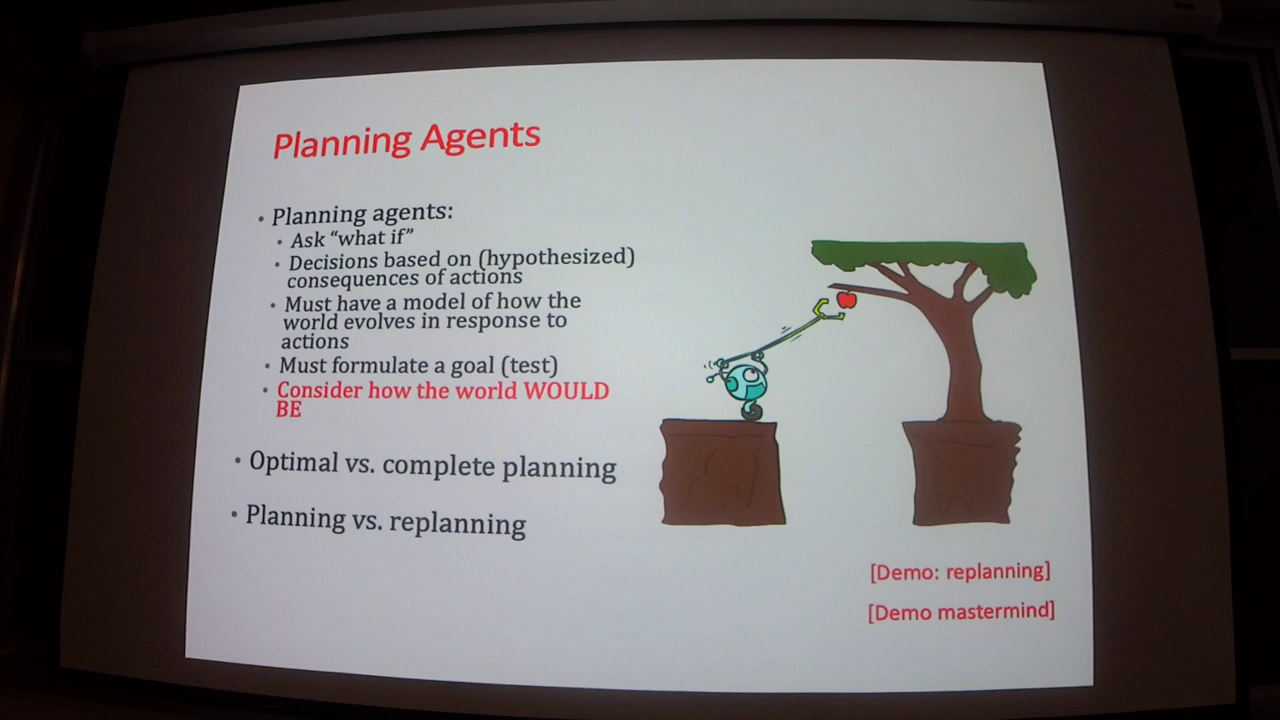 Planning Agents
• Planning agents:
• Ask “what if”
• Decisions based on (hypothesized)
consequences of actions
• Must have a model of how the
world evolves in response to
actions
• Must formulate a goal (test)
• Consider how the world WOULD
BE
• Optimal vs. complete planning
• Planning vs. replanning
[Demo: replanning]
[Demo mastermind]